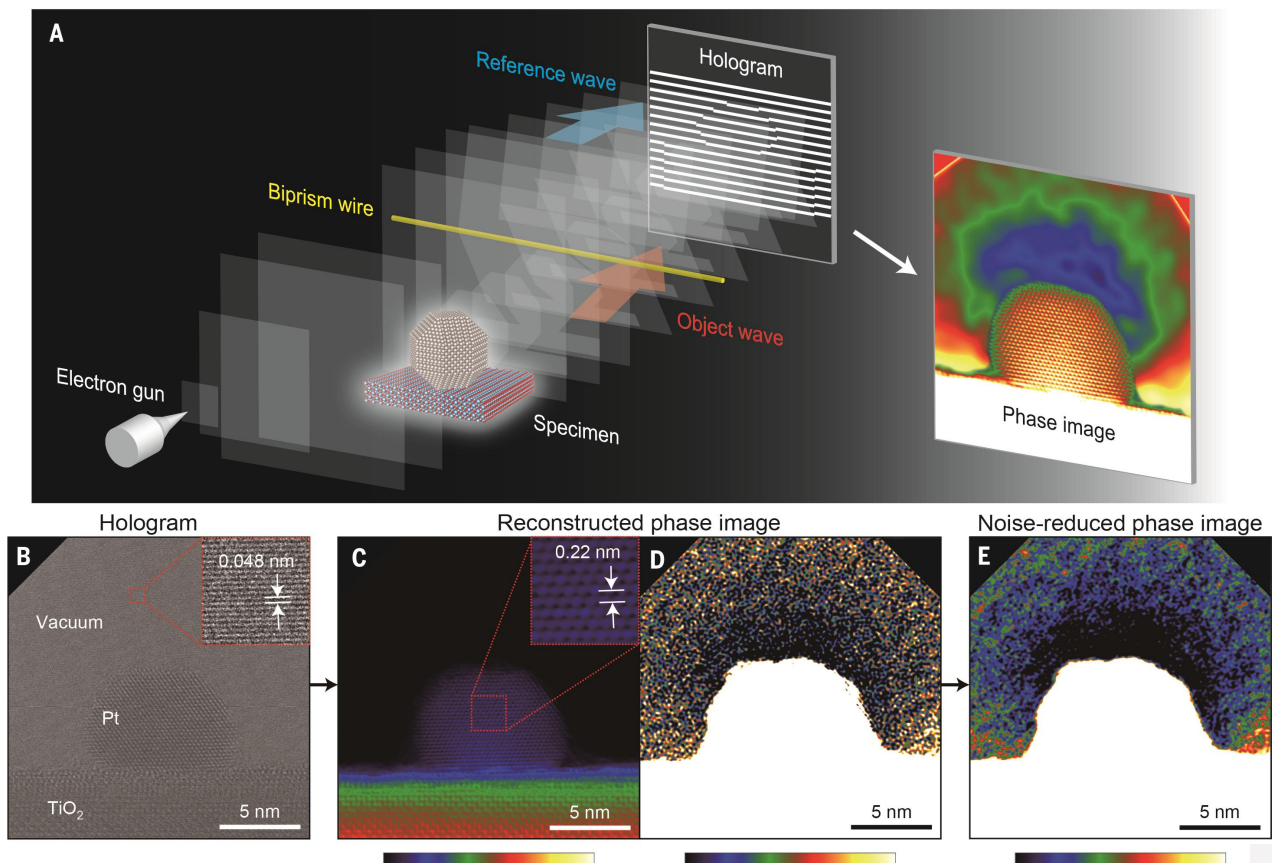 A
Reference wave
Hologram
Biprism wire
Object wave
Electron gun
Specimen
Phase image
Hologram
Reconstructed phase image
Noise-reduced phase image
B
0.048 nm
Vacuum
Pt
TiO₂
5 nm
C
0.22 nm
5 nm
D
5 nm
E
5 nm